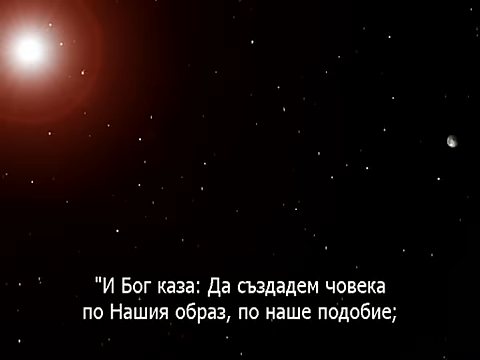 "И Бог каза: Да създадем човека
по Нашия образ, по наше подобие;